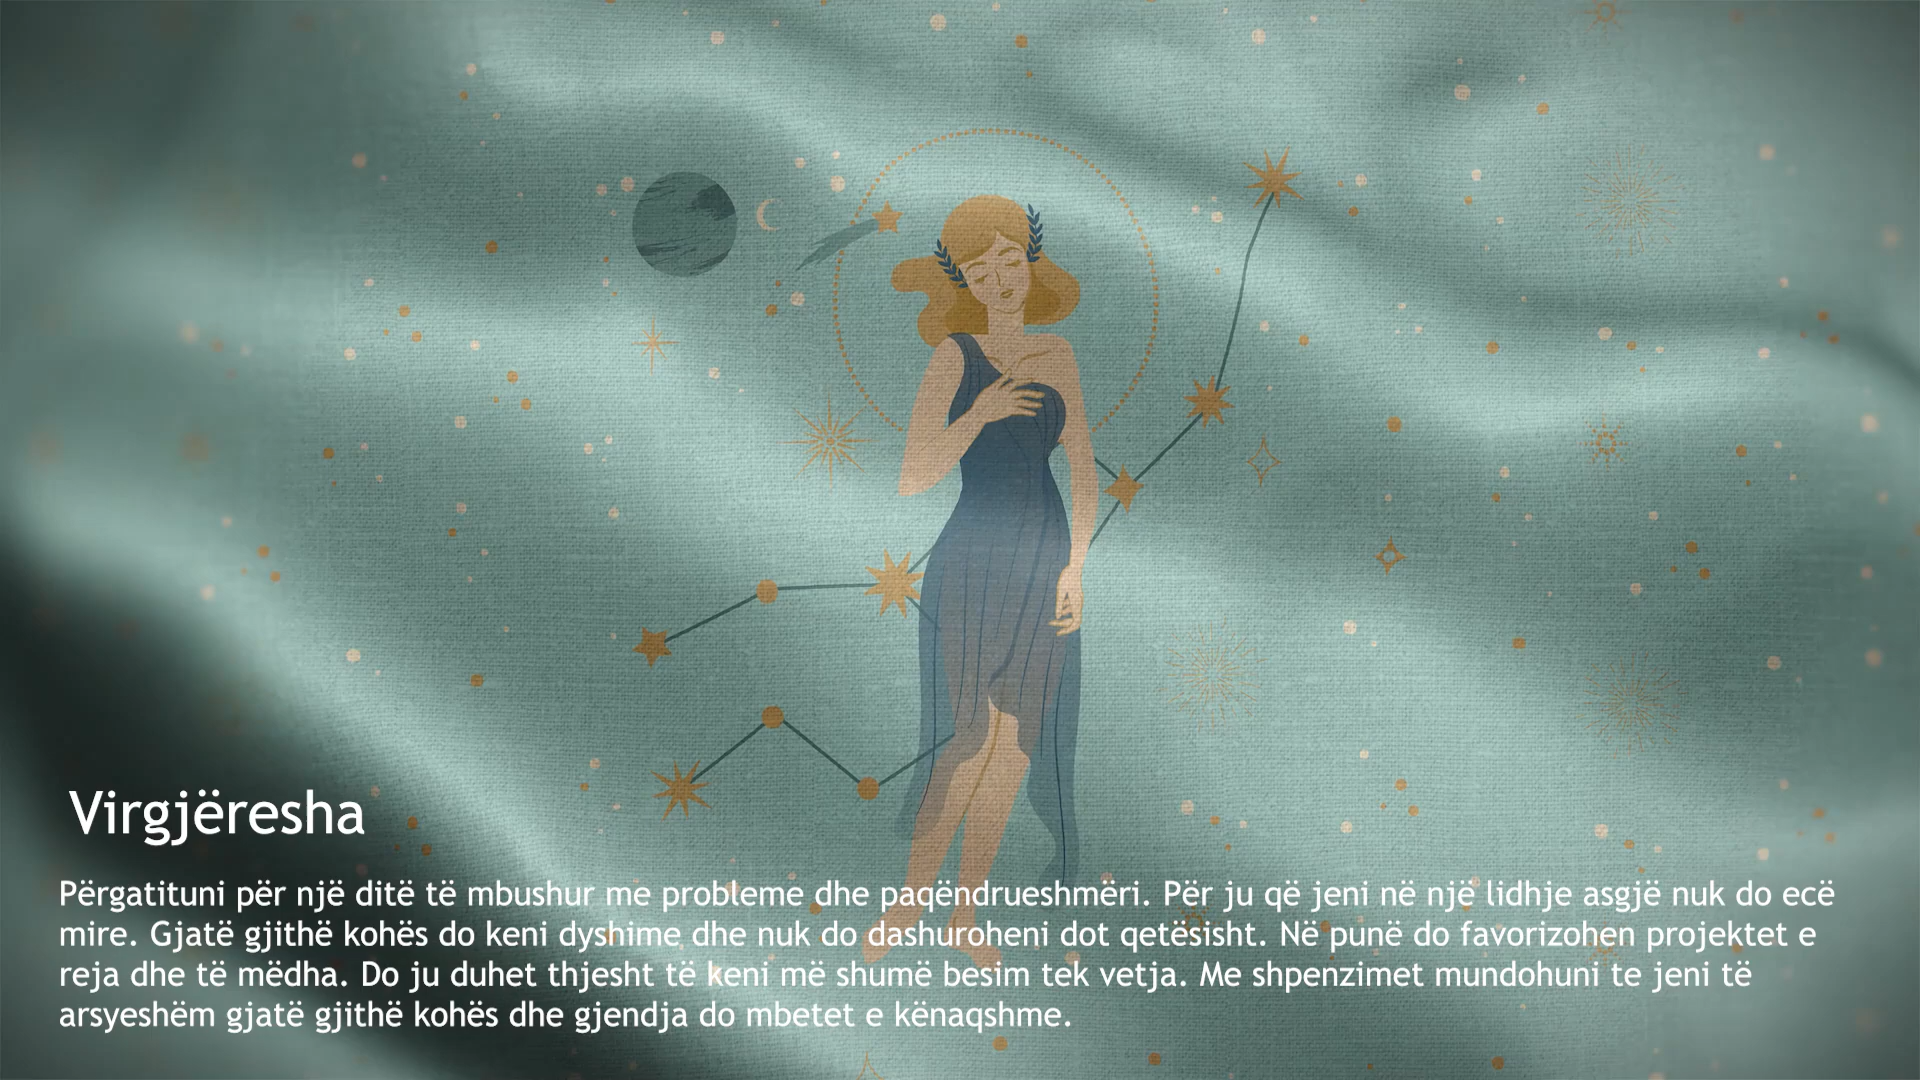 Virgjëresha
Përgatituni për një ditë të mbushur me probleme dhe paqëndrueshmëri. Për ju që jeni në një lidhje asgjë nuk do ecë
mire. Gjatë gjithë kohës do keni dyshime dhe nuk do dashuroheni dot qetësisht. Në punë do favorizohen projektet e
reja dhe të mëdha. Do ju duhet thjesht të keni më shumë besim tek vetja. Me shpenzimet mundohuni te jeni të
arsyeshëm gjatë gjithë kohës dhe gjendja do mbetet e kënaqshme.